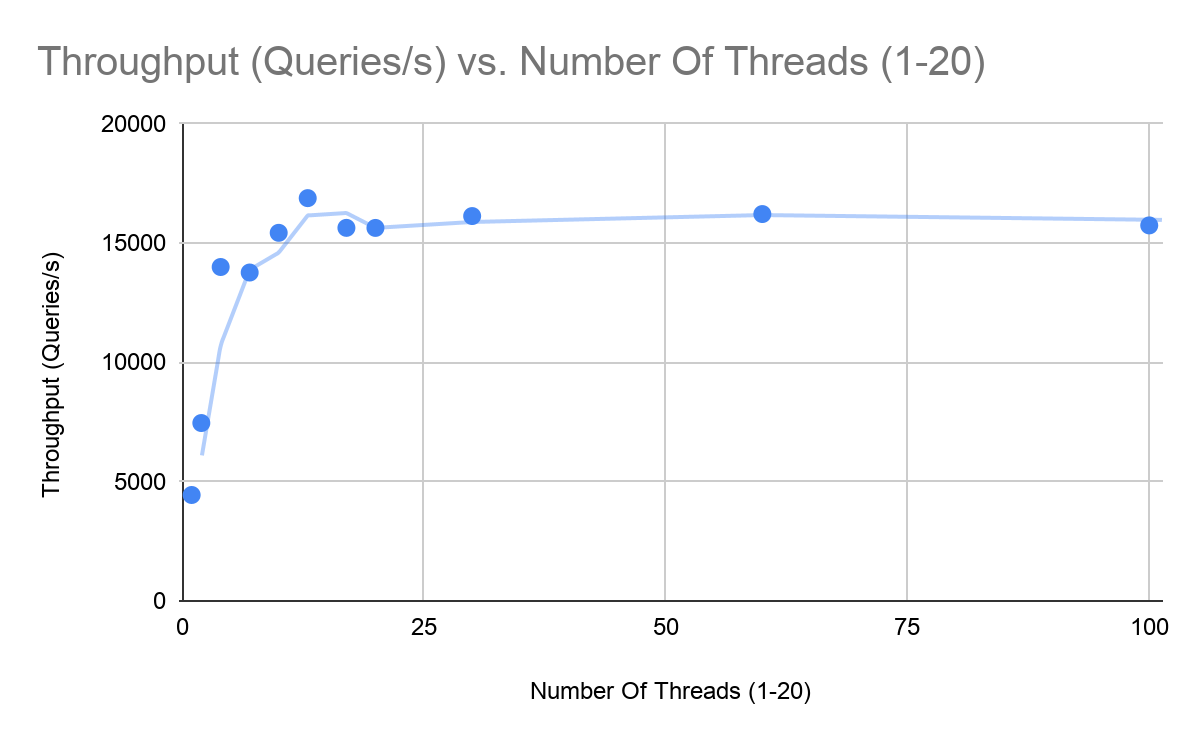 Throughput (Queries/s) vs. Number Of Threads (1-20)
20000
15000
10000
5000
0
Throughput (Queries/s)
0 25 50 75 100
Number Of Threads (1-20)